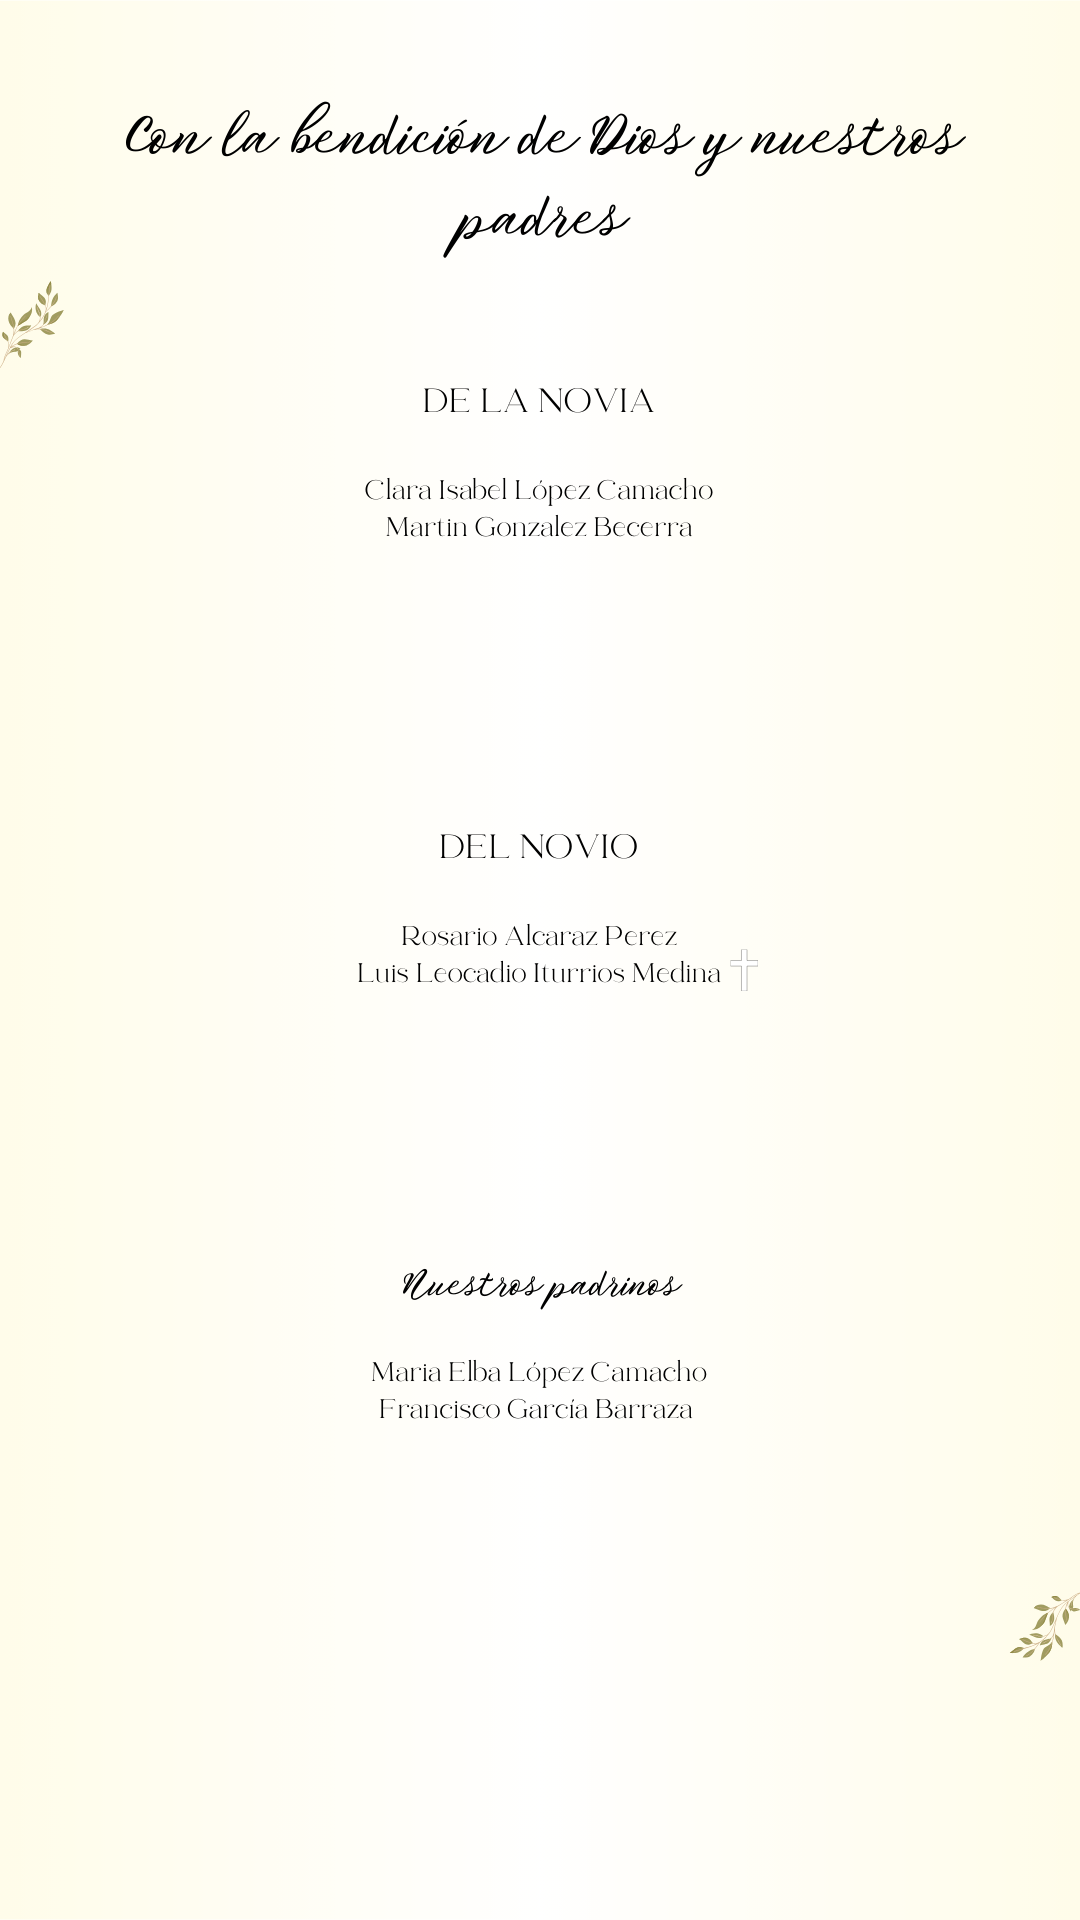 Con la bendición de Dios y nuestros
padres
DE LA NOVIA
Clara Isabel López Camacho
Martin Gonzalez Becerra
DEL NOVIO
Rosario Alcaraz Perez
Luis Leocadio Iturrios Medina
Nuestros padrinos
Maria Elba López Camacho
Francisco García Barraza